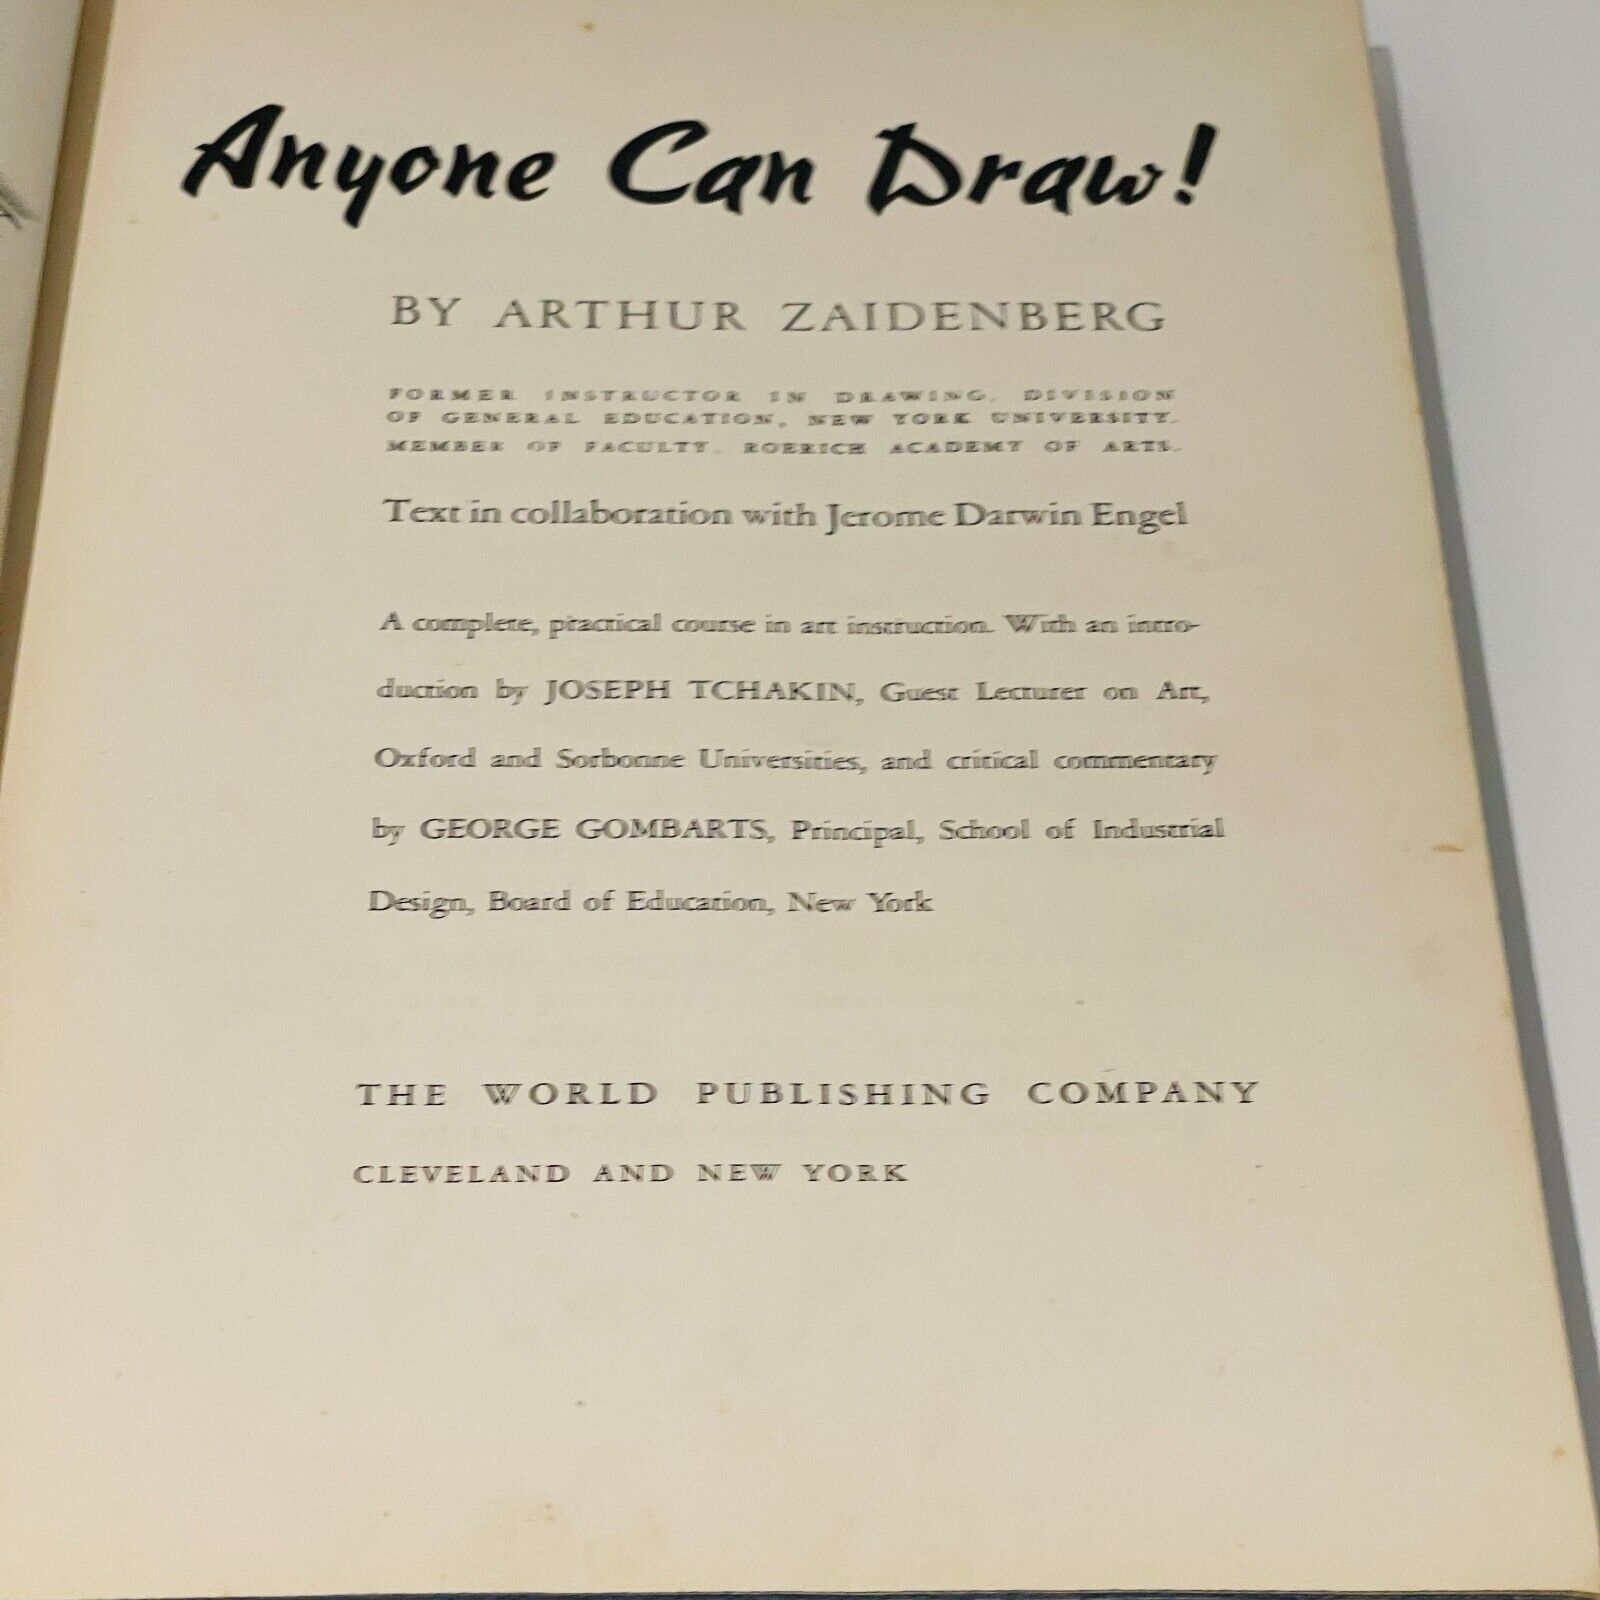 Anyone Can Draw!
BY ARTHUR ZAIDENBERG
FORMER INSTRUCTOR IN DRAWING, DIVISION
OF GENERAL EDUCATION, NEW YORK UNIVERSITY.
MEMBER OF FACULTY, ROERICH ACADEMY OF ARTS.
Text in collaboration with Jerome Darwin Engel
A complete, practical course in art instruction. With an intro-
duction by JOSEPH TCHAKIN, Guest Lecturer on Art,
Oxford and Sorbonne Universities, and critical commentary
by GEORGE GOMBARTS, Principal, School of Industrial
Design, Board of Education, New York
THE WORLD PUBLISHING COMPANY
CLEVELAND AND NEW YORK